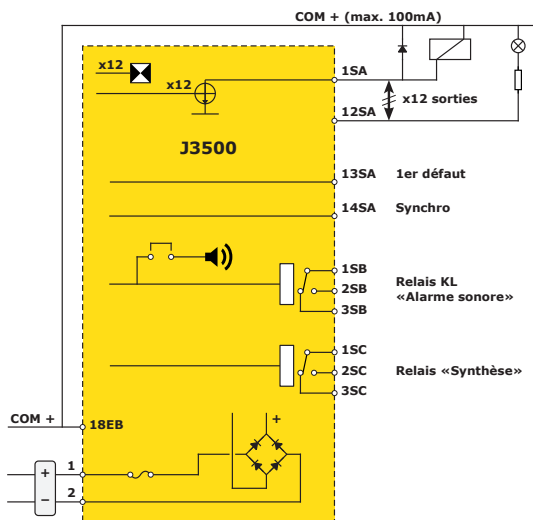 COM + (max. 100mA)
x12
x12
1SA
x12 sorties
12SA
J3500
13SA 1er défaut
14SA Synchro
1SB
2SB
3SB
Relais KL
«Alarme sonore»
1SC
2SC
3SC
Relais «Synthèse»
COM +
18EB
+
1
+
2
−